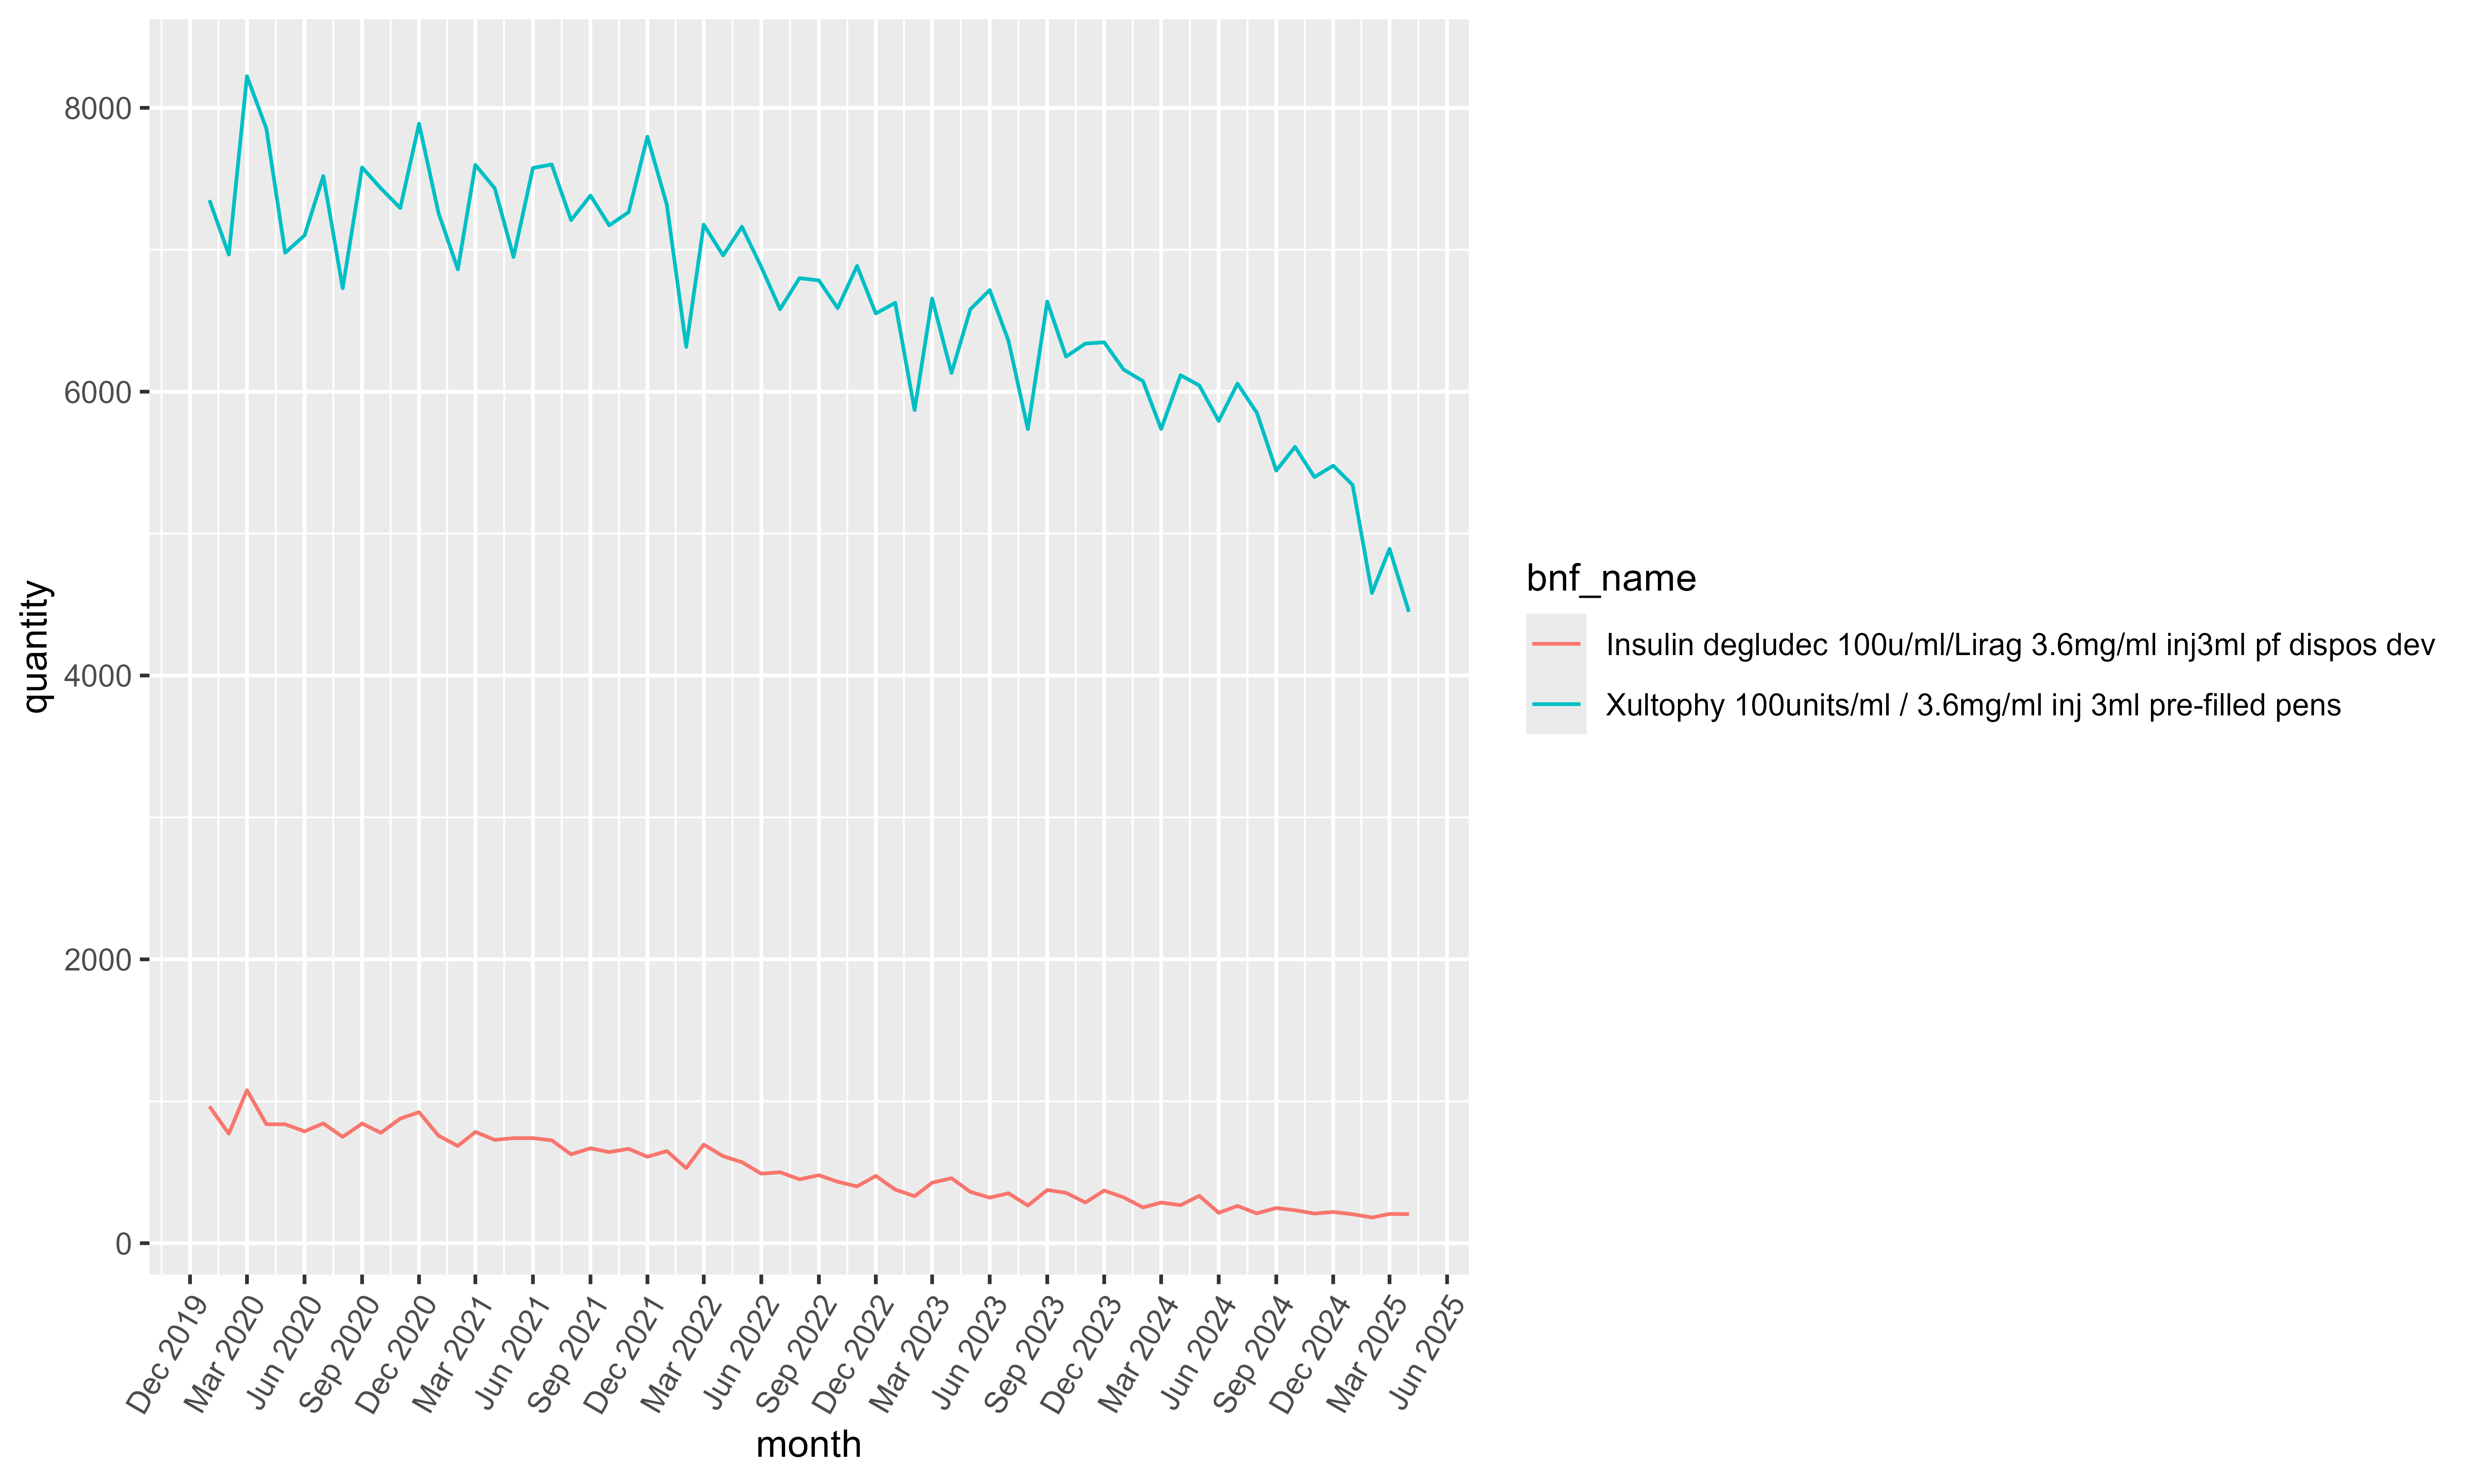 8000
6000
4000
2000
0
quantity
Dec 2019
Mar 2020
Jun 2020
Sep 2020
Dec 2020
Mar 2021
Jun 2021
Sep 2021
Dec 2021
Mar 2022
Jun 2022
Sep 2022
Dec 2022
Mar 2023
Jun 2023
Sep 2023
Dec 2023
Mar 2024
Jun 2024
Sep 2024
Dec 2024
Mar 2025
Jun 2025
month
bnf_name
Insulin degludec 100u/ml/Lirag 3.6mg/ml inj3ml pf dispos dev
Xultophy 100units/ml / 3.6mg/ml inj 3ml pre-filled pens